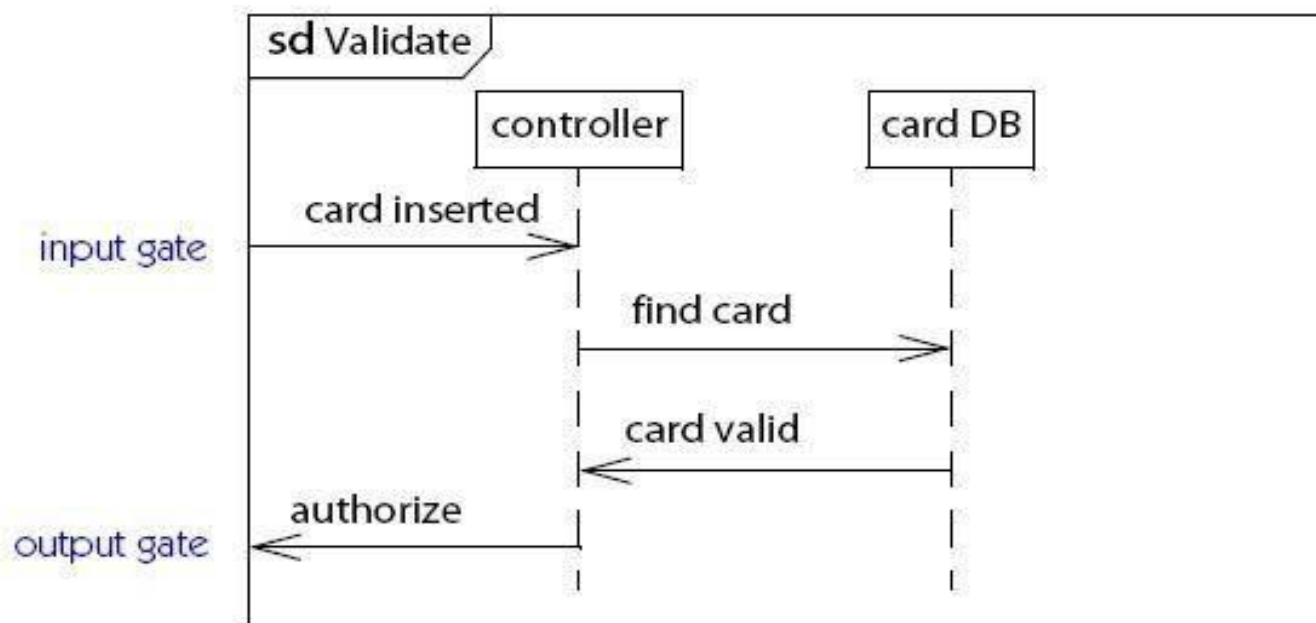 sd Validate
controller
card DB
card inserted
input gate
find card
card valid
authorize
output gate